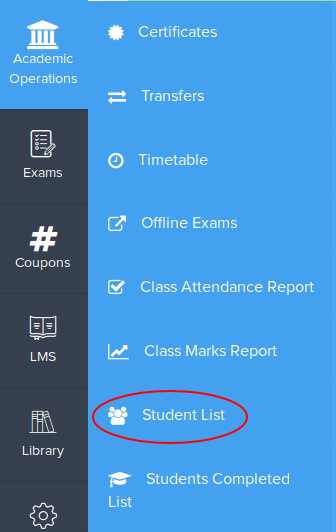 Academic
Operations
Exams
Coupons
LMS
Library
Certificates
Transfers
Timetable
Offline Exams
Class Attendance Report
Class Marks Report
Student List
Students Completed
List